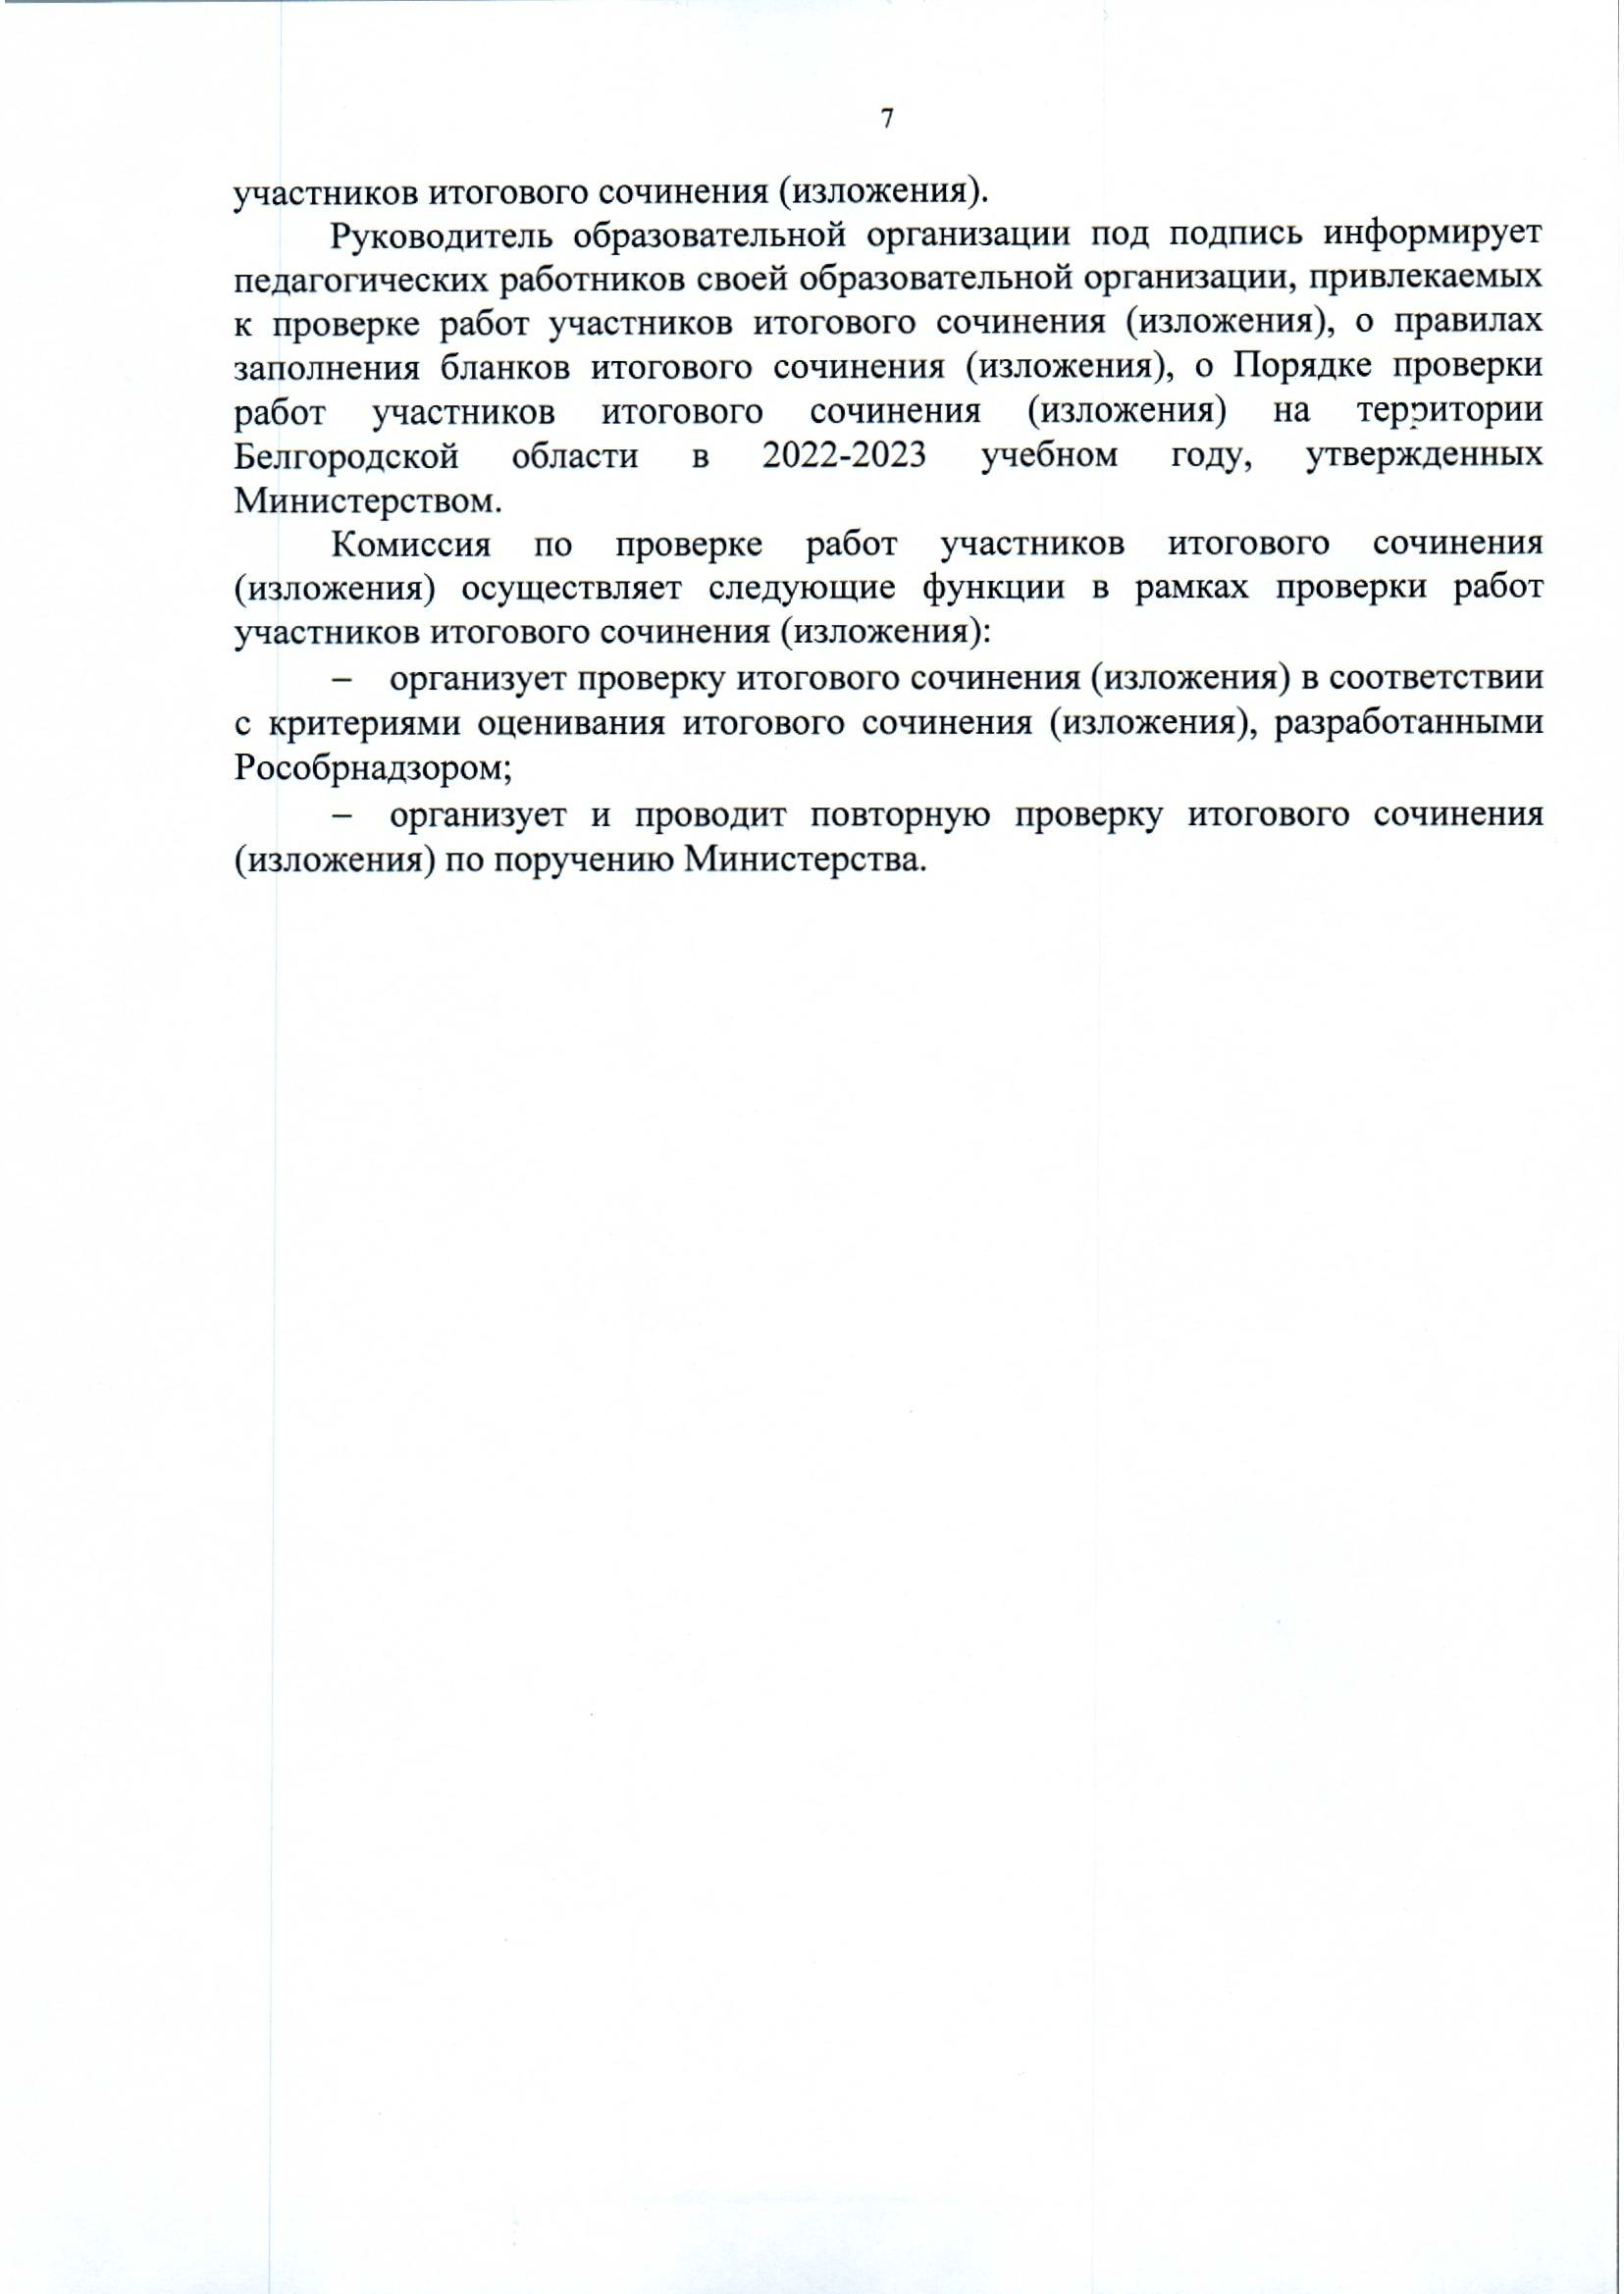 7
участников итогового сочинения (изложения).
Руководитель образовательной организации под подпись информирует
педагогических работников своей образовательной организации, привлекаемых
к проверке работ участников итогового сочинения (изложения), о правилах
заполнения бланков итогового сочинения (изложения), о Порядке проверки
работ участников итогового сочинения (изложения) на территории
Белгородской области в 2022-2023 учебном году, утвержденных
Министерством.
Комиссия по проверке работ участников итогового сочинения
(изложения) осуществляет следующие функции в рамках проверки работ
участников итогового сочинения (изложения):
– организует проверку итогового сочинения (изложения) в соответствии
с критериями оценивания итогового сочинения (изложения), разработанными
Рособрнадзором;
– организует и проводит повторную проверку итогового сочинения
(изложения) по поручению Министерства.